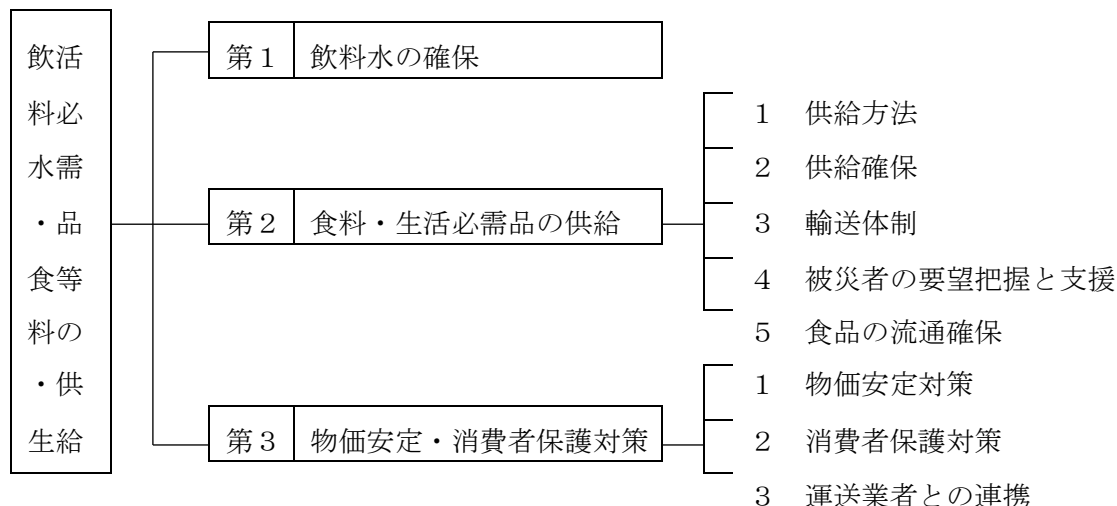 飲料水・食料・生活必需品等の供給
第１ 飲料水の確保
第２ 食料・生活必需品の供給
１ 供給方法
２ 供給確保
３ 輸送体制
４ 被災者の要望把握と支援
５ 食品の流通確保
第３ 物価安定・消費者保護対策
１ 物価安定対策
２ 消費者保護対策
３ 運送業者との連携